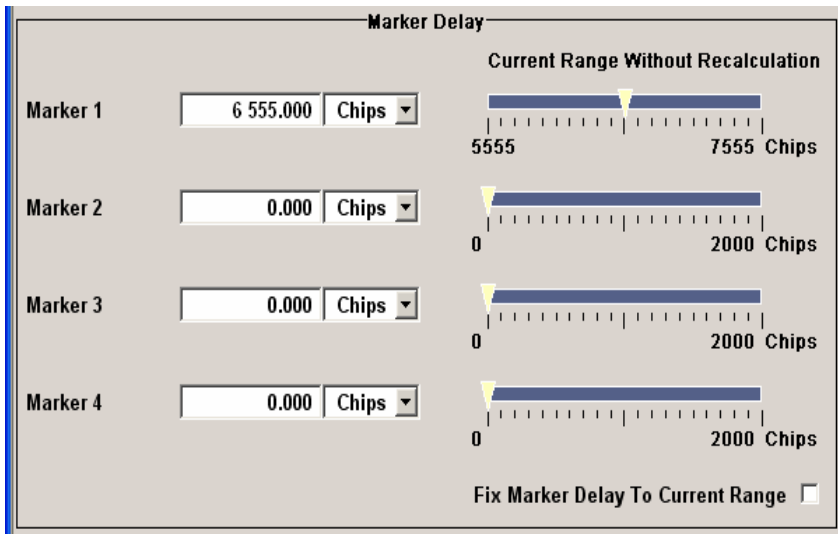 Marker Delay
Current Range Without Recalculation
Marker 1 6 555.000 Chips
5555 7555 Chips
Marker 2 0.000 Chips
0 2000 Chips
Marker 3 0.000 Chips
0 2000 Chips
Marker 4 0.000 Chips
0 2000 Chips
Fix Marker Delay To Current Range